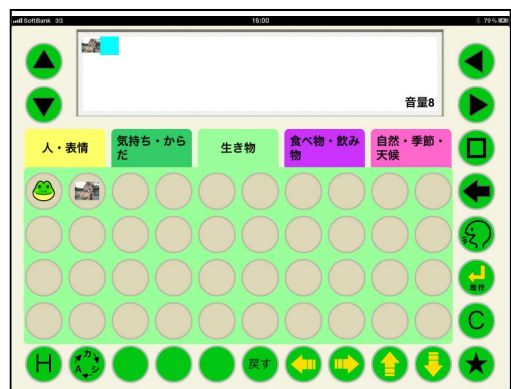 SoftBank 3G 16:00 79%
音量8
人・表情
気持ち・から
だ
生き物
食べ物・飲み
物
自然・季節・
天候
改行
C
H
カ
A シ
戻す